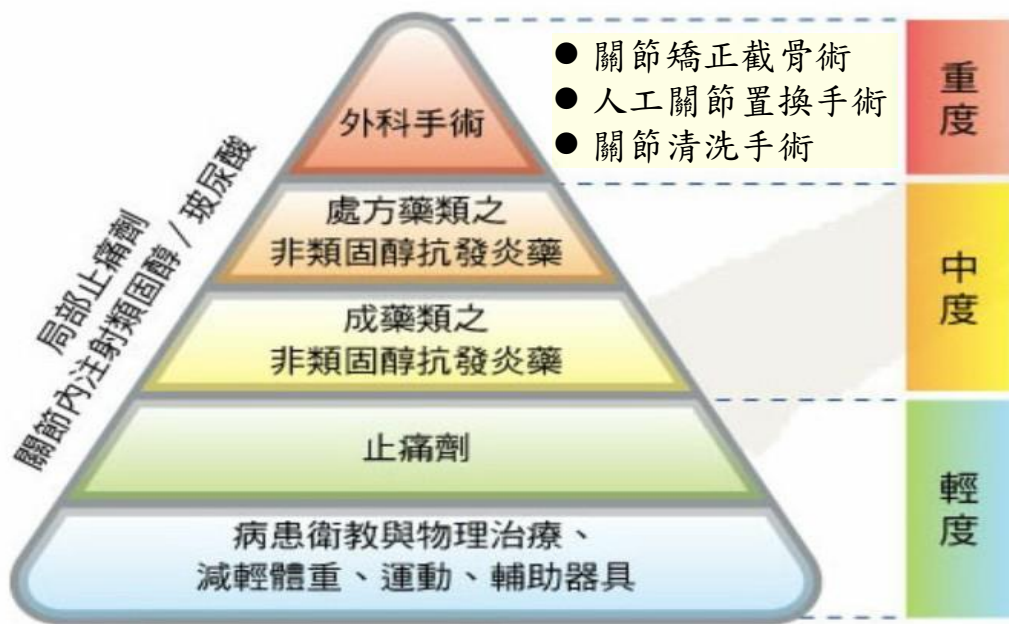 ● 關節矯正截骨術
● 人工關節置換手術
● 關節清洗手術
重度
外科手術
局部止痛劑
關節內注射類固醇 / 玻尿酸
處方藥類之
非類固醇抗發炎藥
中度
成藥類之
非類固醇抗發炎藥
止痛劑
輕度
病患衛教與物理治療、
減輕體重、運動、輔助器具